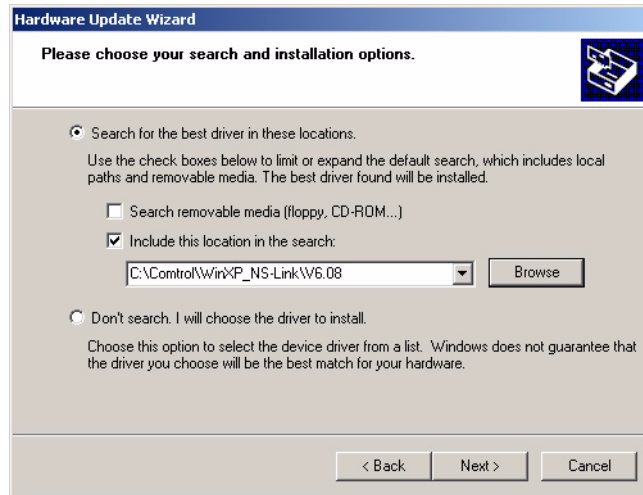 Hardware Update Wizard
Please choose your search and installation options.
Search for the best driver in these locations.
Use the check boxes below to limit or expand the default search, which includes local
paths and removable media. The best driver found will be installed.
Search removable media (floppy, CD-ROM...)
Include this location in the search:
C:\Comtrol\WinXP_NS-Link\V6.08
Browse
Don't search. I will choose the driver to install.
Choose this option to select the device driver from a list. Windows does not guarantee that
the driver you choose will be the best match for your hardware.
< Back Next > Cancel